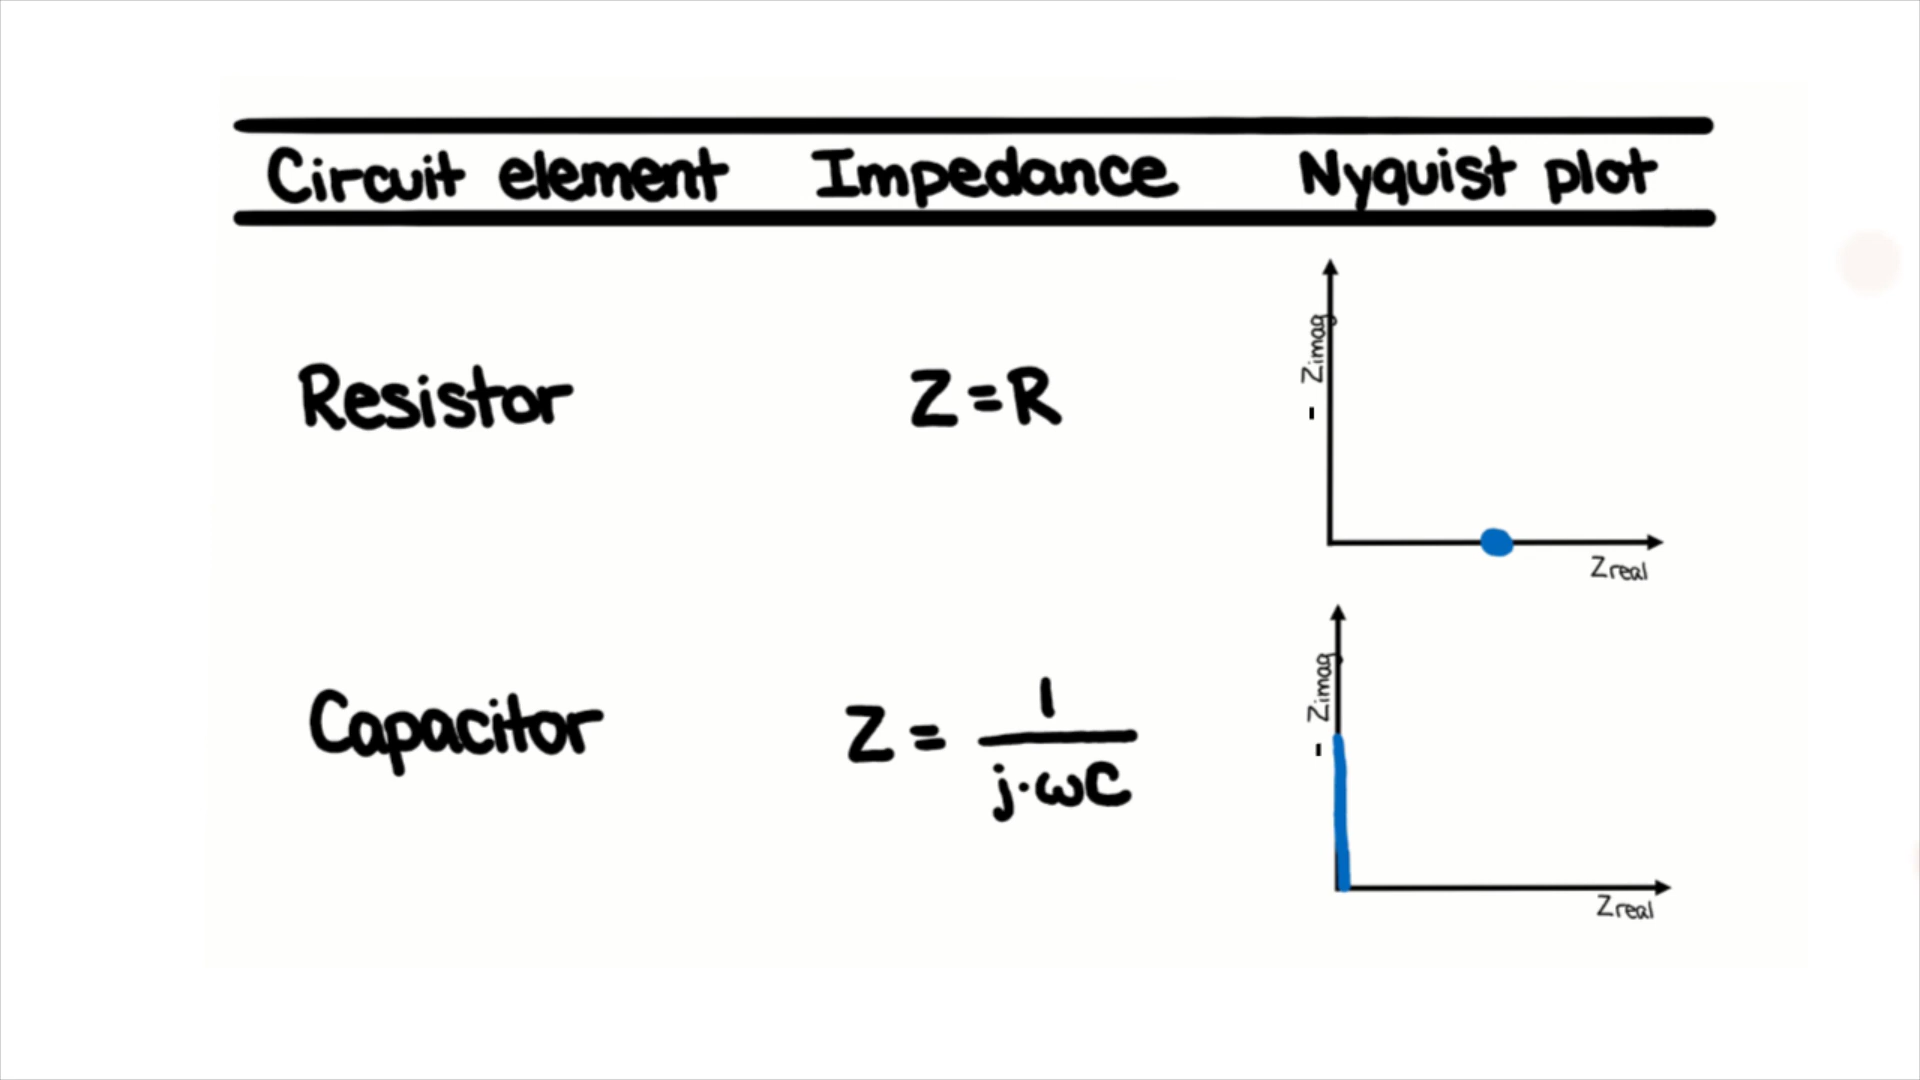 Circuit element Impedance Nyquist plot
- Zimag
Resistor Z = R
Zreal
- Zimag
Capacitor Z = 1
j·ωC
Zreal